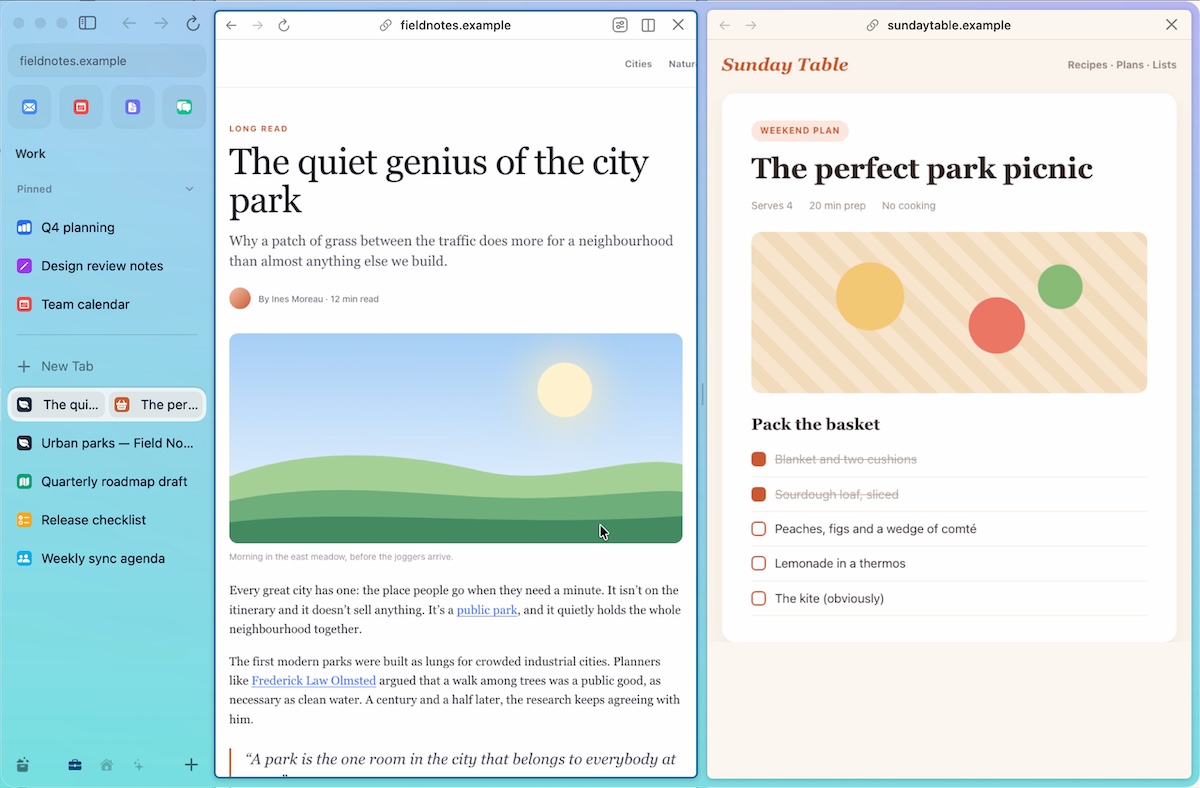 fieldnotes.example
Work
Pinned
Q4 planning
Design review notes
Team calendar
New Tab
The qui...
The per...
Urban parks — Field No...
Quarterly roadmap draft
Release checklist
Weekly sync agenda
fieldnotes.example
Cities Natur
LONG READ
The quiet genius of the city
park
Why a patch of grass between the traffic does more for a neighbourhood
than almost anything else we build.
By Ines Moreau · 12 min read
Morning in the east meadow, before the joggers arrive.
Every great city has one: the place people go when they need a minute. It isn’t on the
itinerary and it doesn’t sell anything. It’s a public park, and it quietly holds the whole
neighbourhood together.
The first modern parks were built as lungs for crowded industrial cities. Planners
like Frederick Law Olmsted argued that a walk among trees was a public good, as
necessary as clean water. A century and a half later, the research keeps agreeing with
him.
“A park is the one room in the city that belongs to everybody at
sundaytable.example
Sunday Table
Recipes · Plans · Lists
WEEKEND PLAN
The perfect park picnic
Serves 4 20 min prep No cooking
Pack the basket
Blanket and two cushions
Sourdough loaf, sliced
Peaches, figs and a wedge of comté
Lemonade in a thermos
The kite (obviously)